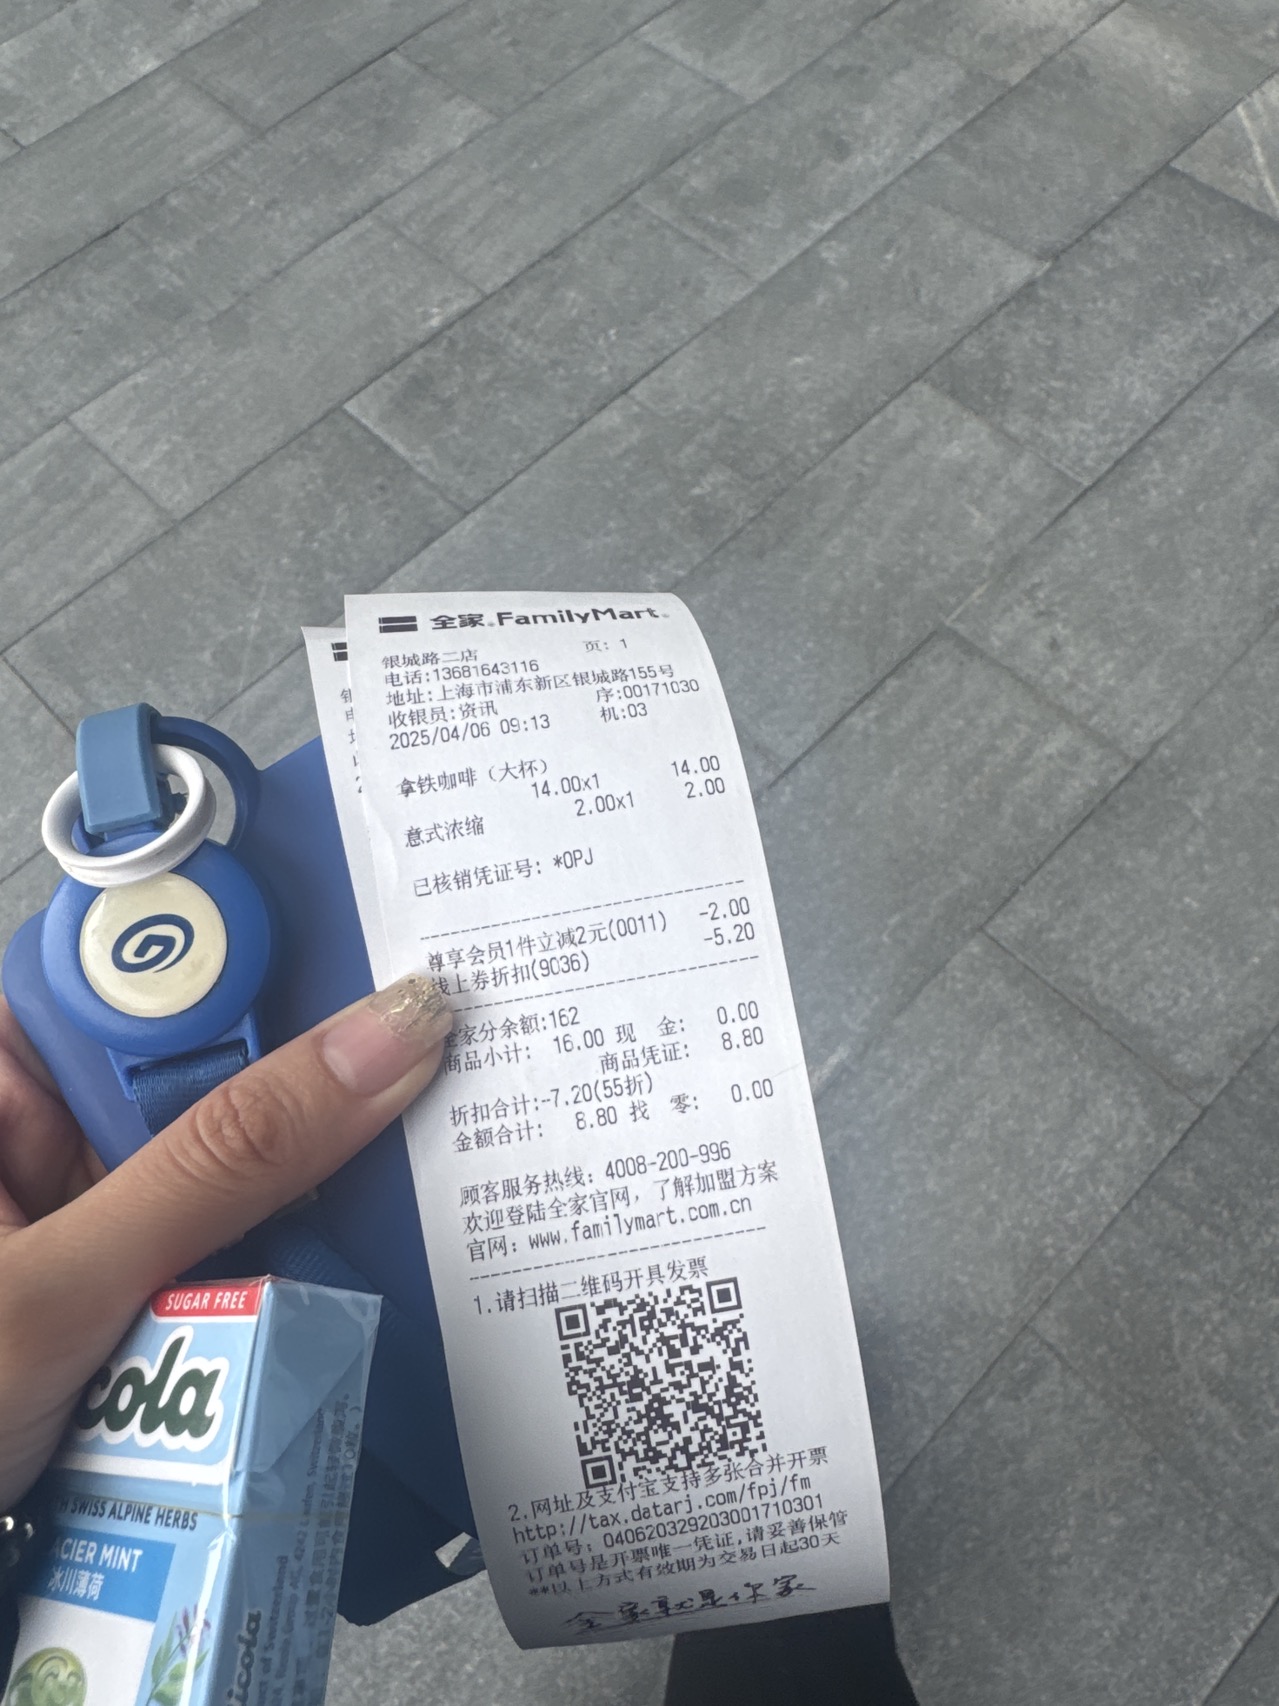 全家 FamilyMart
银城路二店 页: 1
电话:13681643116
地址:上海市浦东新区银城路155号
收银员:资讯 序:00171030
2025/04/06 09:13 机:03
拿铁咖啡（大杯）
14.00x1 14.00
意式浓缩 2.00x1 2.00
已核销凭证号: *OPJ
尊享会员1件立减2元(0011) -2.00
线上券折扣(9036) -5.20
全家分余额:162
商品小计: 16.00 现 金: 0.00
商品凭证: 8.80
折扣合计:-7.20(55折)
金额合计: 8.80 找 零: 0.00
顾客服务热线: 4008-200-996
欢迎登陆全家官网，了解加盟方案
官网: www.familymart.com.cn
1.请扫描二维码开具发票
2.网址及支付宝支持多张合并开票
http://tax.datarj.com/fpj/fm
订单号: 040620329203001710301
订单号是开票唯一凭证,请妥善保管
**以上方式有效期为交易日起30天
全家就是你家
SUGAR FREE
cola
SWISS ALPINE HERBS
ACIER MINT
冰川薄荷